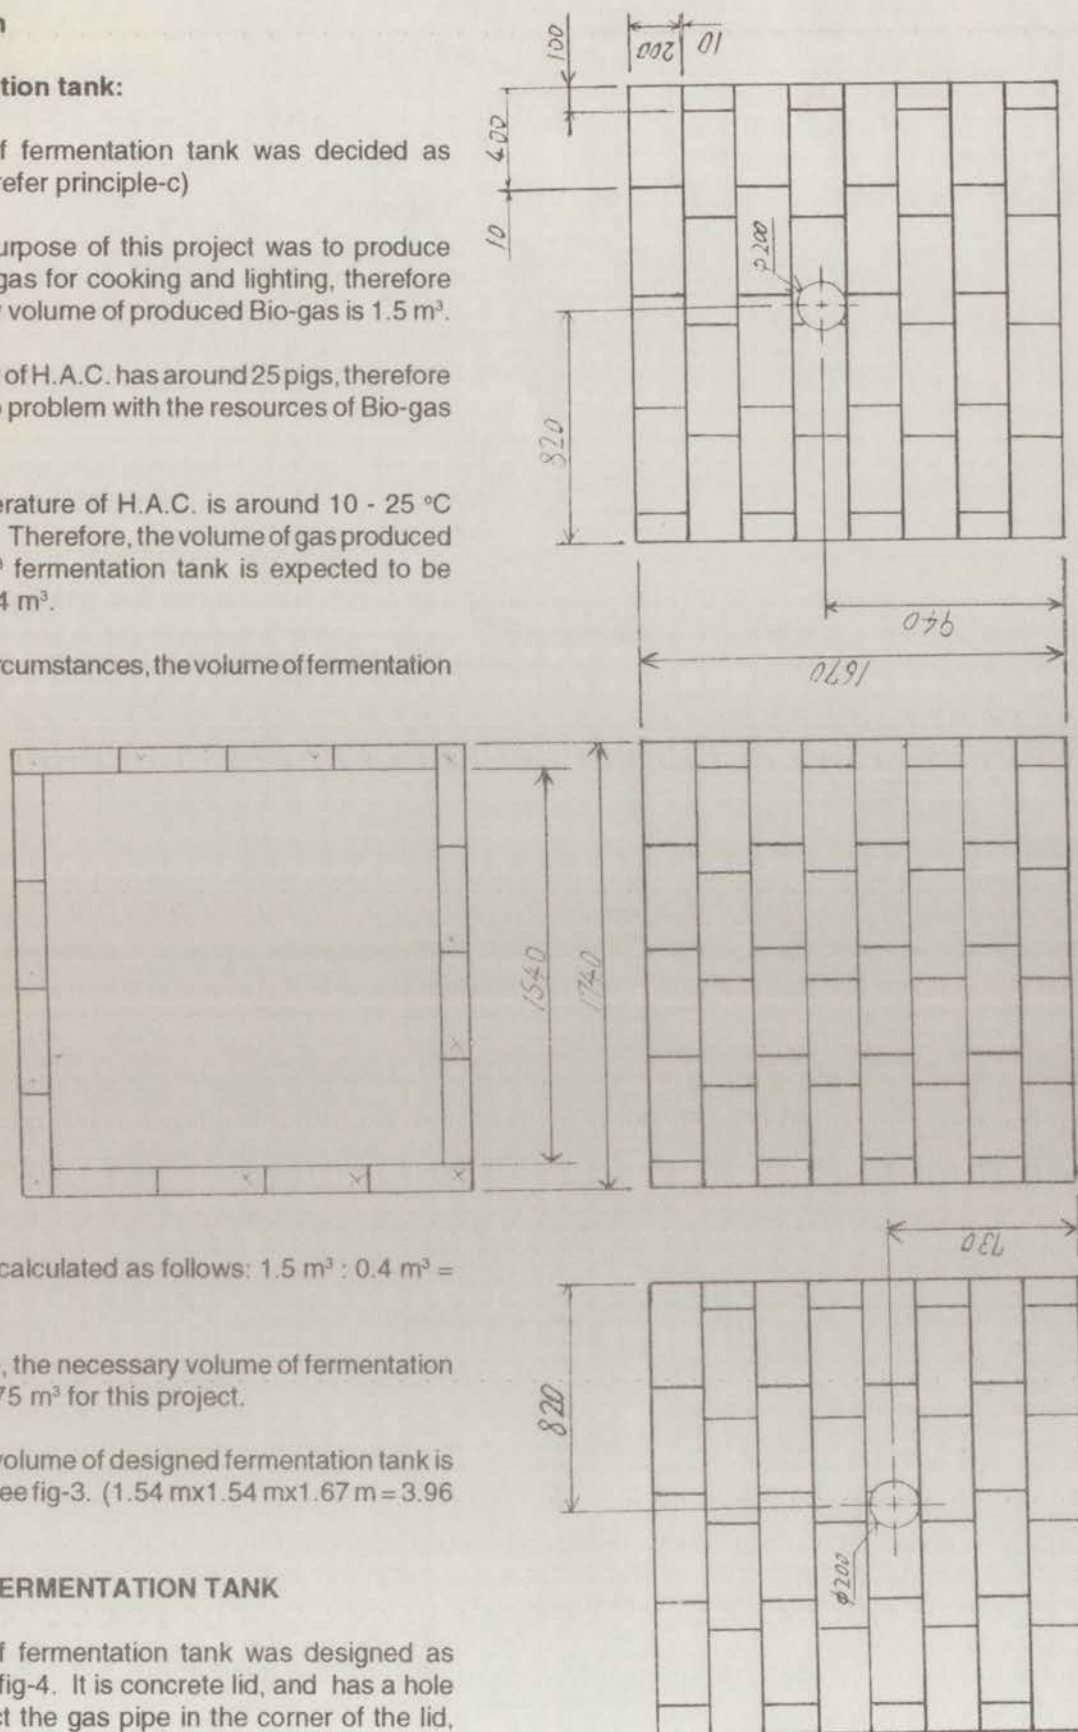 n
tion tank:
f fermentation tank was decided as
refer principle-c)
urpose of this project was to produce
gas for cooking and lighting, therefore
volume of produced Bio-gas is 1.5 m³.
of H.A.C. has around 25 pigs, therefore
problem with the resources of Bio-gas
erature of H.A.C. is around 10 - 25 °C
Therefore, the volume of gas produced
³ fermentation tank is expected to be
4 m³.
rcumstances, the volume of fermentation
calculated as follows: 1.5 m³ : 0.4 m³ =
, the necessary volume of fermentation
75 m³ for this project.
volume of designed fermentation tank is
ee fig-3. (1.54 mx1.54 mx1.67 m = 3.96
ERMENTATION TANK
f fermentation tank was designed as
fig-4. It is concrete lid, and has a hole
ct the gas pipe in the corner of the lid,
100
200
10
400
10
φ200
820
940
1670
1540
1740
730
820
φ200